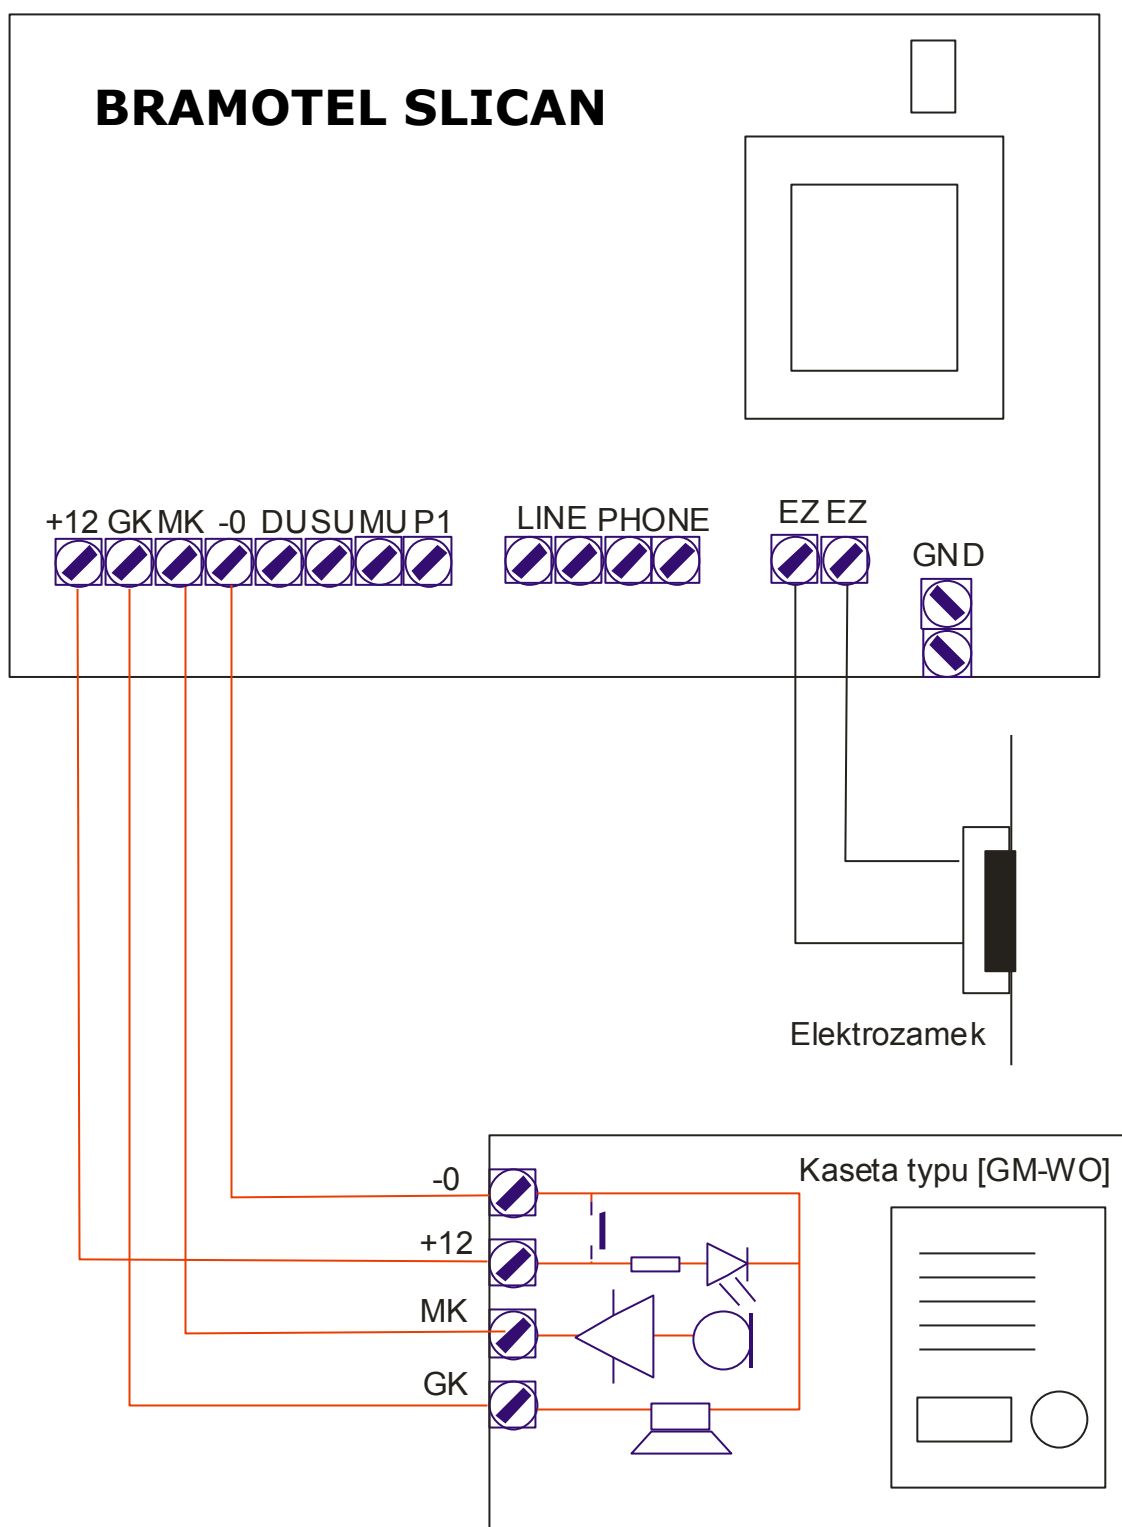 BRAMOTEL SLICAN
+12 GK MK -0 DU SU MU P1
LINE PHONE
EZ EZ
GND
Elektrozamek
Kaseta typu [GM-WO]
-0
+12
MK
GK